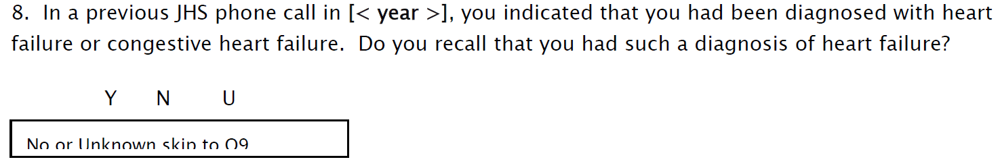 8. In a previous JHS phone call in [< year >], you indicated that you had been diagnosed with heart
failure or congestive heart failure. Do you recall that you had such a diagnosis of heart failure?
Y N U
No or Unknown skip to Q9